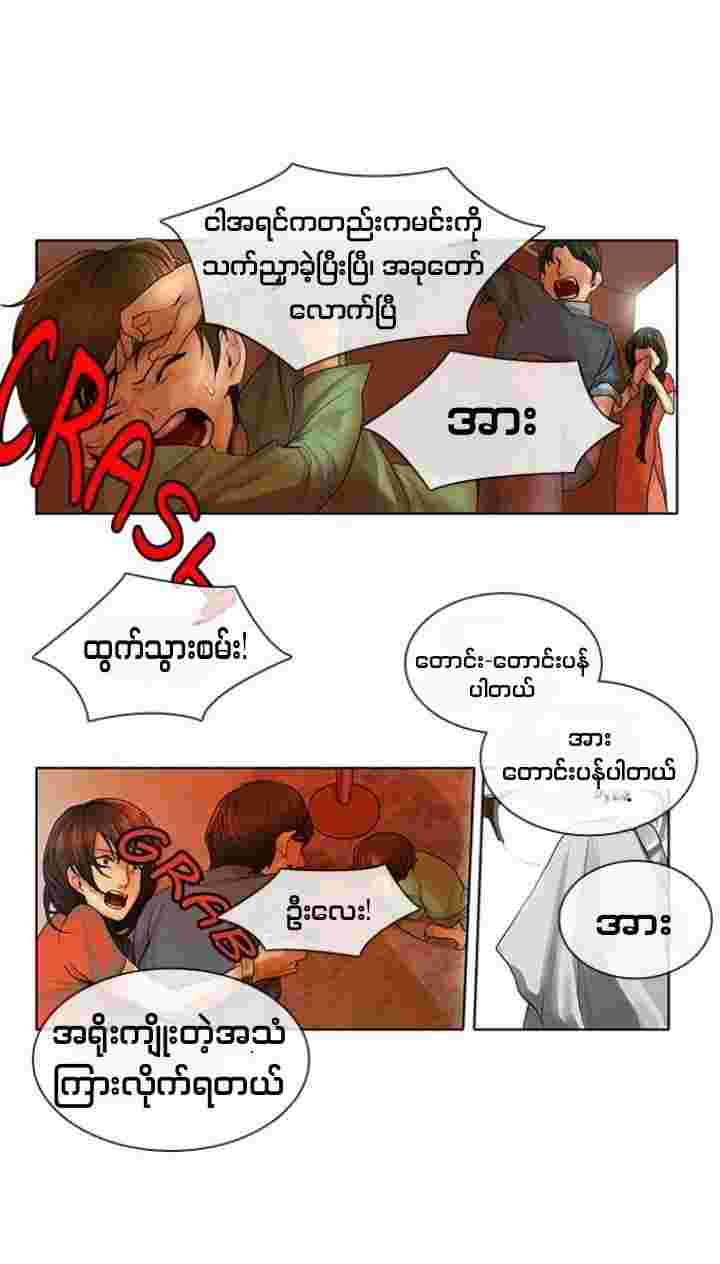 ငါအရင်ကတည်းကမင်းကို
သက်ညှာခဲ့ပြီးပြီ၊ အခုတော်
လောက်ပြီ
အား
CRASH
ထွက်သွားစမ်း!
တောင်း-တောင်းပန်
ပါတယ်
အား
တောင်းပန်ပါတယ်
GRAB
ဦးလေး!
အား
အရိုးကျိုးတဲ့အသံ
ကြားလိုက်ရတယ်